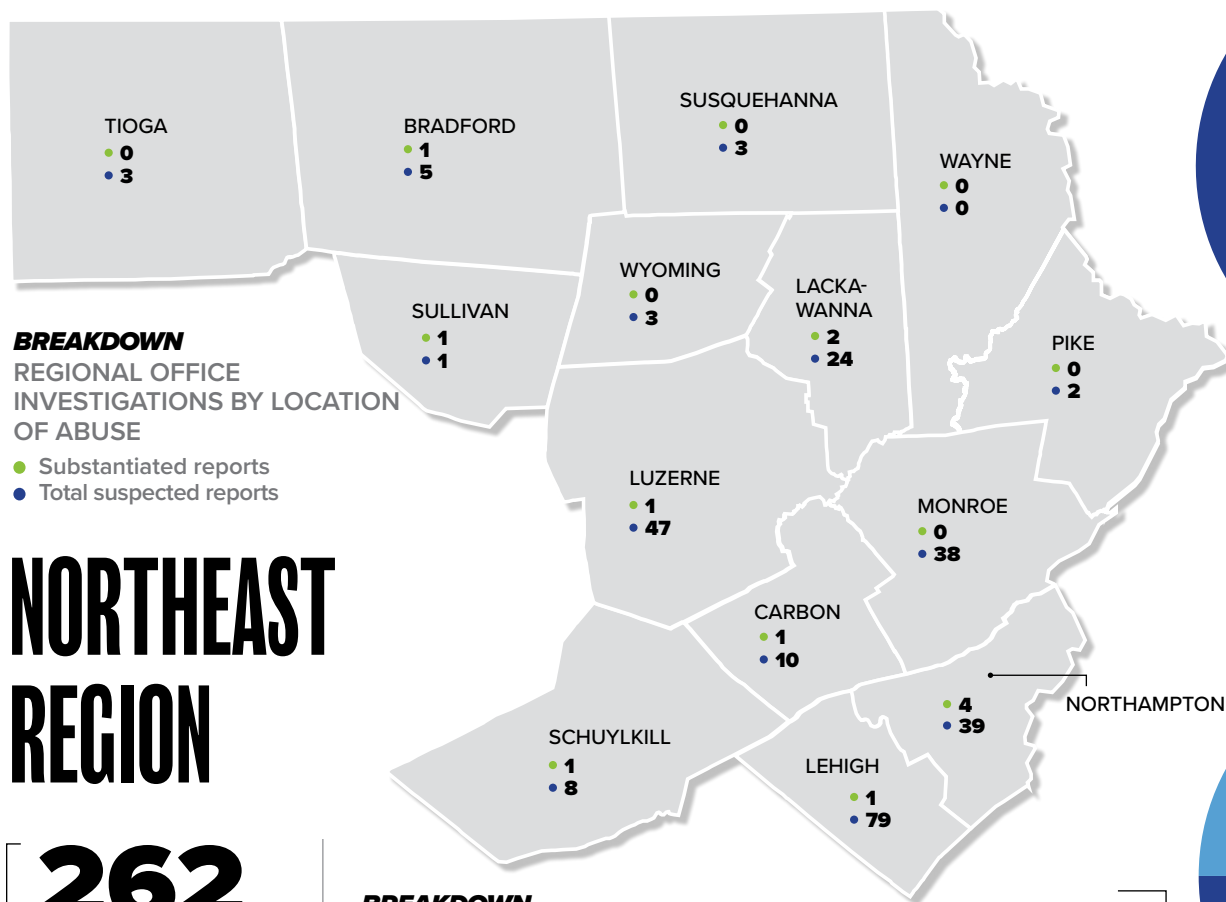 TIOGA
0
3
BRADFORD
1
5
SUSQUEHANNA
0
3
WAYNE
0
0
SULLIVAN
1
1
WYOMING
0
3
LACKA-
WANNA
2
24
PIKE
0
2
BREAKDOWN
REGIONAL OFFICE
INVESTIGATIONS BY LOCATION
OF ABUSE
Substantiated reports
Total suspected reports
LUZERNE
1
47
MONROE
0
38
CARBON
1
10
NORTHAMPTON
4
39
SCHUYLKILL
1
8
LEHIGH
1
79
NORTHEAST
REGION
262
BREAKDOWN